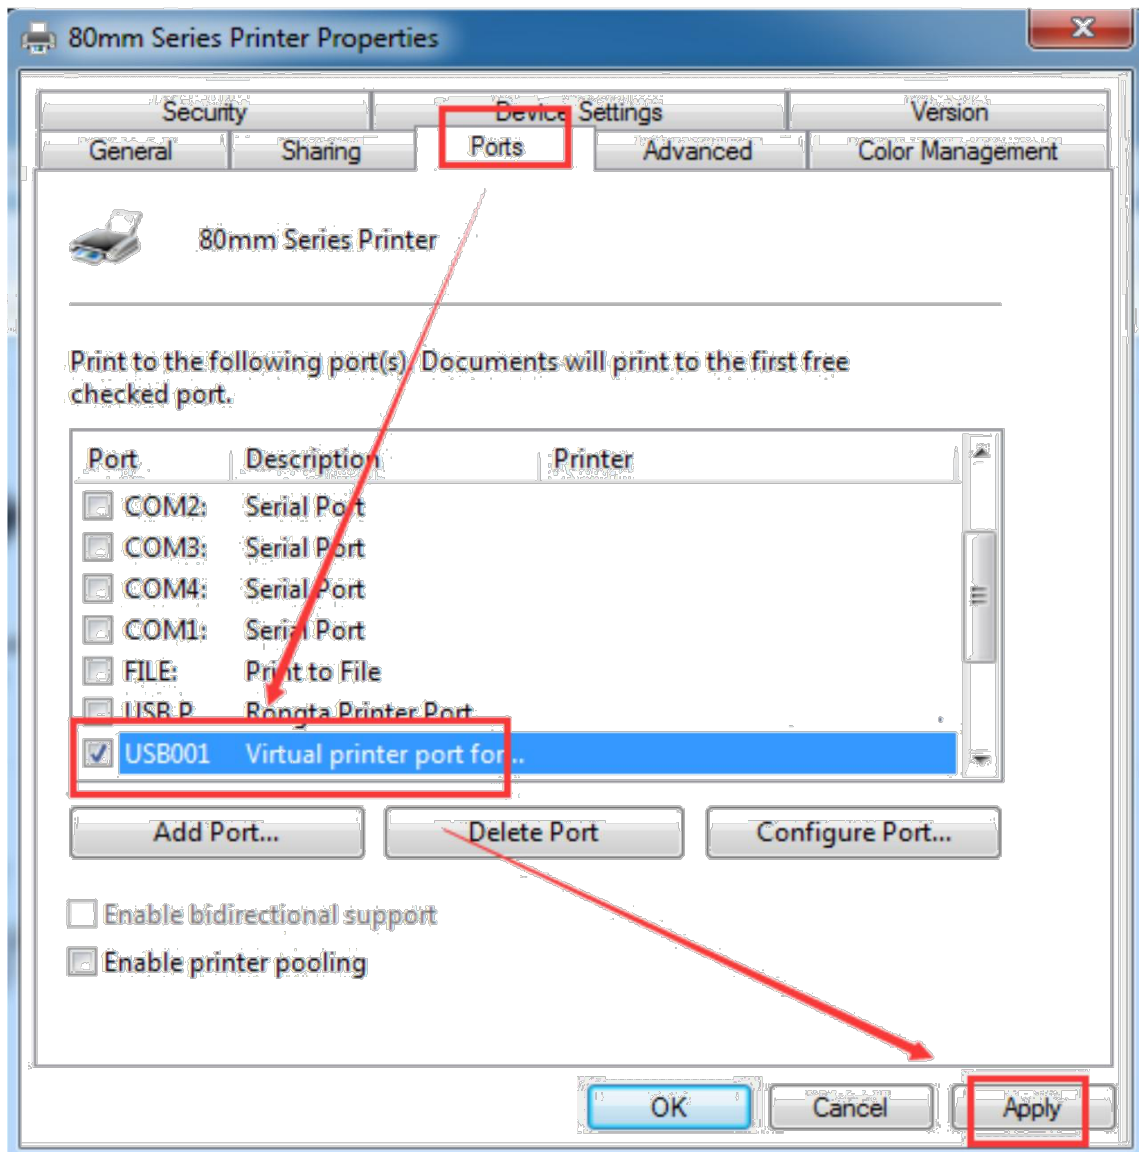 80mm Series Printer Properties
Security Device Settings Version
General Sharing Ports Advanced Color Management
80mm Series Printer
Print to the following port(s). Documents will print to the first free
checked port.
Port Description Printer
COM2: Serial Port
COM3: Serial Port
COM4: Serial Port
COM1: Serial Port
FILE: Print to File
USB P... Rongta Printer Port
USB001 Virtual printer port for...
Add Port... Delete Port Configure Port...
Enable bidirectional support
Enable printer pooling
OK Cancel Apply